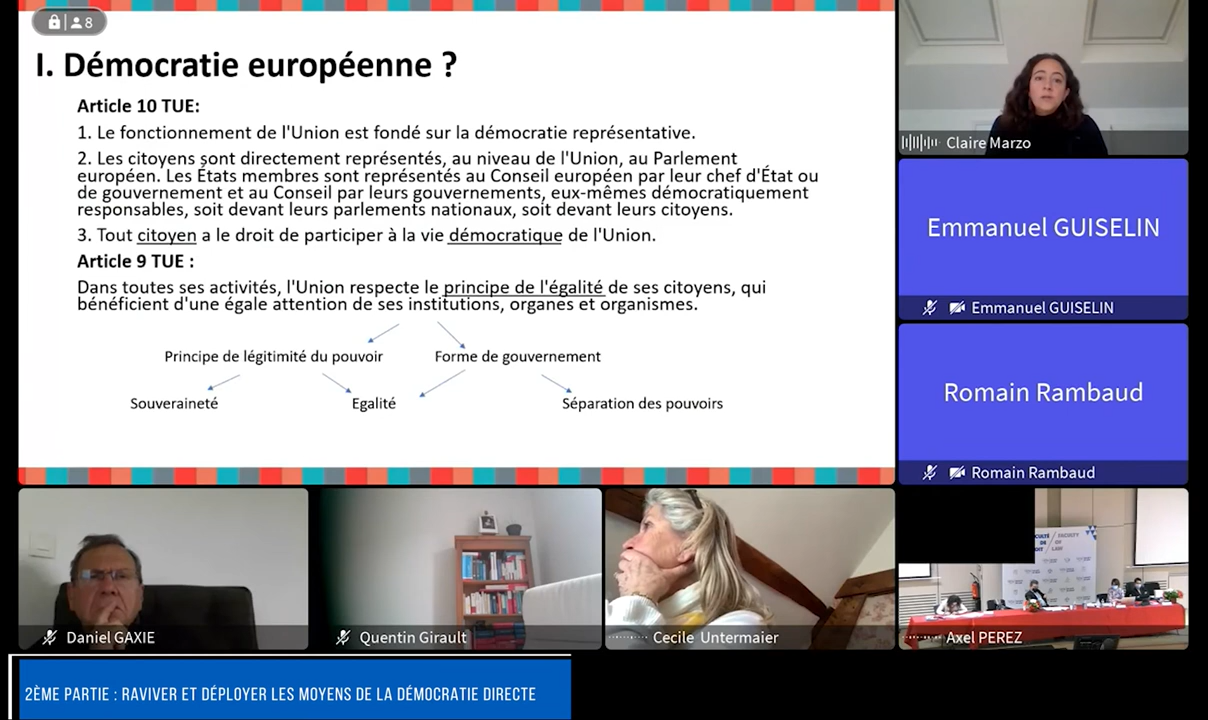 8
I. Démocratie européenne ?
Article 10 TUE:
1. Le fonctionnement de l'Union est fondé sur la démocratie représentative.
2. Les citoyens sont directement représentés, au niveau de l'Union, au Parlement
européen. Les États membres sont représentés au Conseil européen par leur chef d'État ou
de gouvernement et au Conseil par leurs gouvernements, eux-mêmes démocratiquement
responsables, soit devant leurs parlements nationaux, soit devant leurs citoyens.
3. Tout citoyen a le droit de participer à la vie démocratique de l'Union.
Article 9 TUE :
Dans toutes ses activités, l'Union respecte le principe de l'égalité de ses citoyens, qui
bénéficient d'une égale attention de ses institutions, organes et organismes.
Principe de légitimité du pouvoir
Forme de gouvernement
Souveraineté
Egalité
Séparation des pouvoirs
Claire Marzo
Emmanuel GUISELIN
Emmanuel GUISELIN
Romain Rambaud
Romain Rambaud
Daniel GAXIE
Quentin Girault
Cecile Untermaier
FACULTY
OF
LAW
Axel PEREZ
2ÈME PARTIE : RAVIVER ET DÉPLOYER LES MOYENS DE LA DÉMOCRATIE DIRECTE